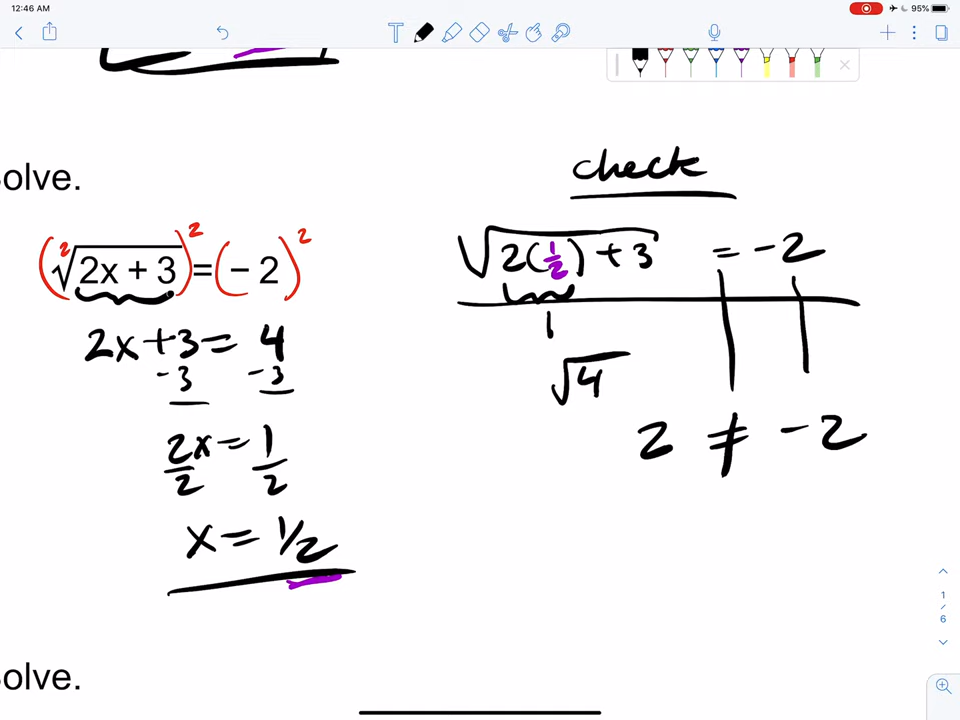 12:46 AM
95%
T
olve.
(²√2x + 3)² = (− 2)²
2x + 3 = 4
-3 -3
2x = 1
2 2
x = 1/2
check
√2(1/2) + 3 = -2
1
√4
2 ≠ -2
olve.
1
/
6